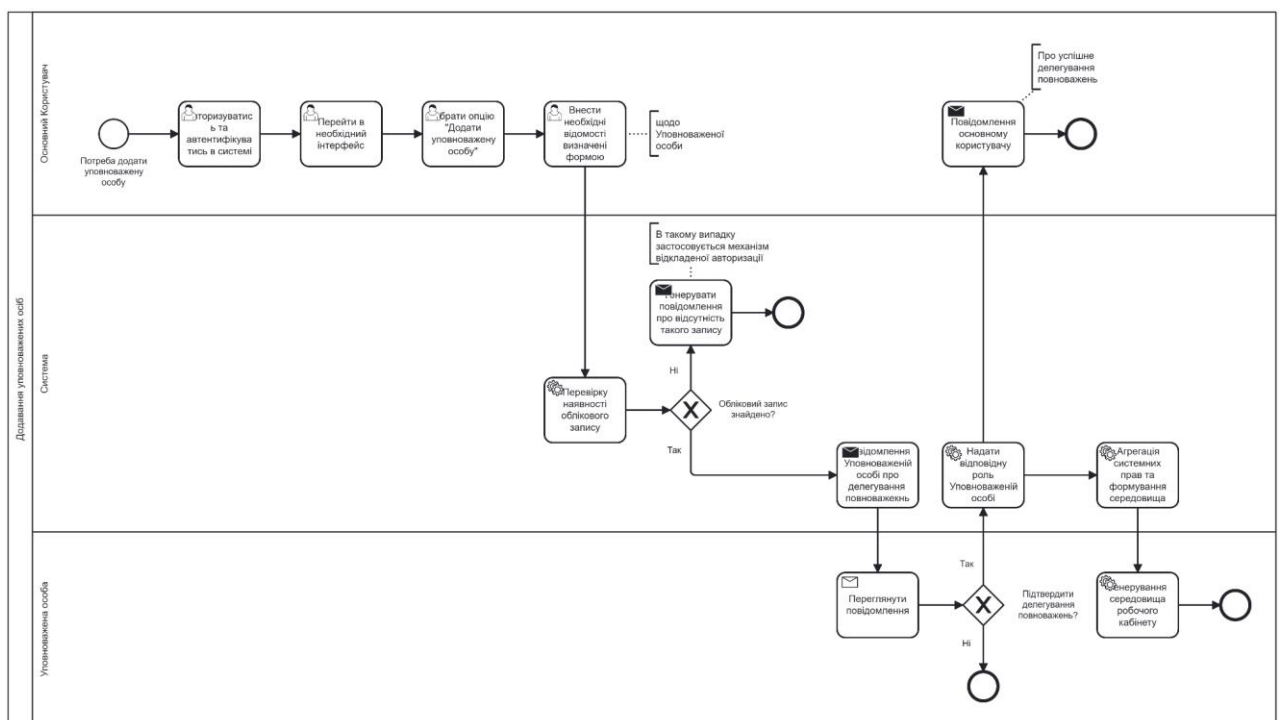 Додавання уповноважених осіб
Основний Користувач
Потреба додати
уповноважену
особу
торизуватис
ь та
автентифікува
тись в системі
Перейти в
необхідний
інтерфейс
брати опцію
"Додати
уповноважену
особу"
Внести
необхідні
відомості
визначені
формою
щодо
Уповноваженої
особи
Повідомлення
основному
користувачу
Про успішне
делегування
повноважень
Система
Перевірку
наявності
облікового
запису
Обліковий запис
знайдено?
Ні
енерувати
повідомлення
про відсутність
такого запису
В такому випадку
застосовується механізм
відкладеної авторизації
Так
відомлення
Уповноваженій
особі про
делегування
повноважекнь
Надати
відповідну
роль
Уповноваженій
особі
Агрегація
системних
прав та
формування
середовища
Уповноважена особа
Переглянути
повідомлення
Так
Підтвердити
делегування
повноважень?
Ні
енерування
середовища
робочого
кабінету